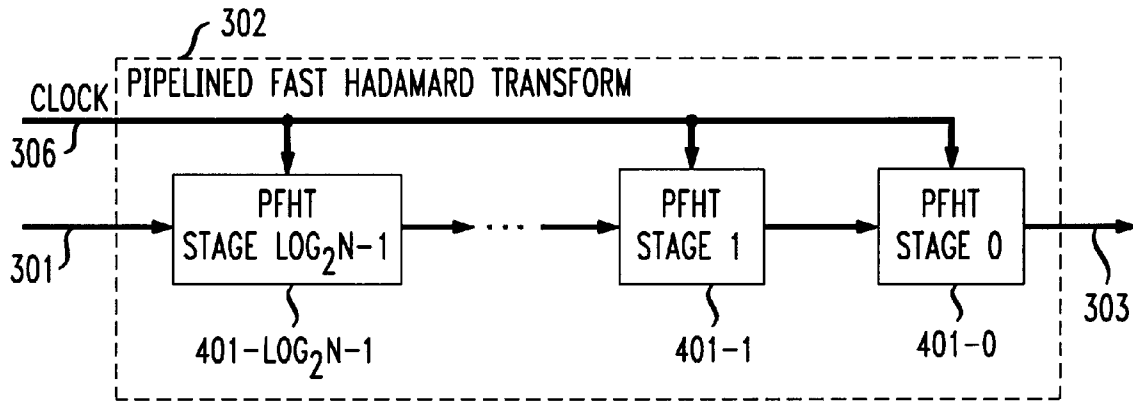 302
PIPELINED FAST HADAMARD TRANSFORM
CLOCK
306
PFHT
STAGE LOG₂N-1
...
PFHT
STAGE 1
PFHT
STAGE 0
301
303
401-LOG₂N-1
401-1
401-0